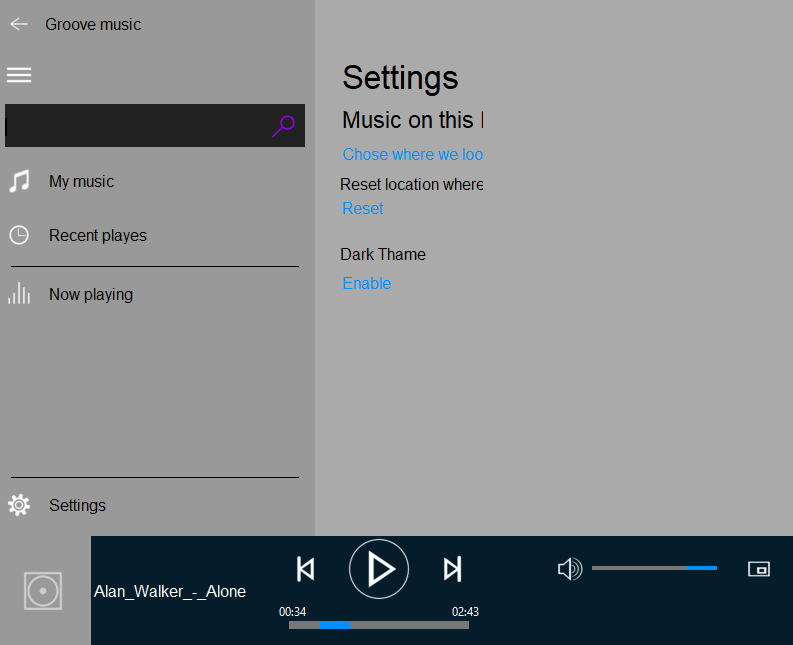 Groove music
My music
Recent playes
Now playing
Settings
Settings
Music on this
Chose where we loo
Reset location where
Reset
Dark Thame
Enable
Alan_Walker_-_Alone
00:34
02:43